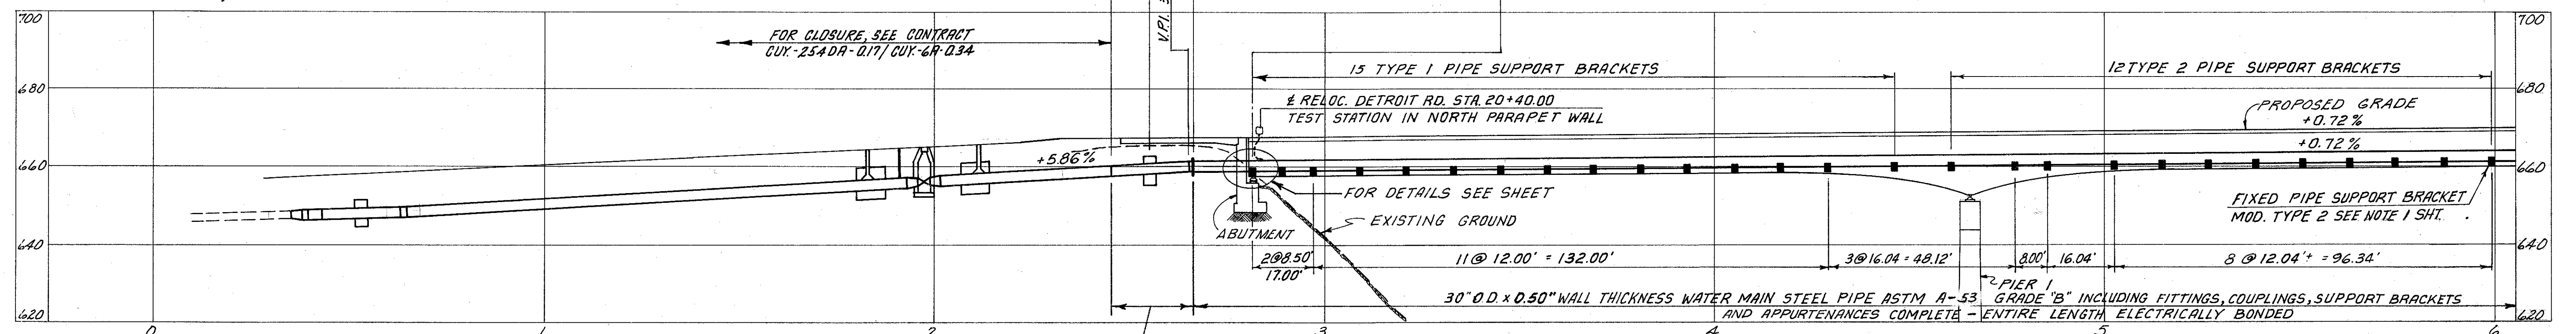 700
700
V.P.I.
FOR CLOSURE, SEE CONTRACT
CUY.-254DA-0.17/CUY.-6A-0.34
15 TYPE 1 PIPE SUPPORT BRACKETS
12 TYPE 2 PIPE SUPPORT BRACKETS
680
680
℄ RELOC. DETROIT RD. STA. 20+40.00
TEST STATION IN NORTH PARAPET WALL
PROPOSED GRADE
+0.72%
+0.72%
+5.86%
660
660
FOR DETAILS SEE SHEET
FIXED PIPE SUPPORT BRACKET
MOD. TYPE 2 SEE NOTE 1 SHT. .
EXISTING GROUND
ABUTMENT
640
640
2@8.50'
17.00'
11@ 12.00' = 132.00'
3@16.04 = 48.12'
8.00'
16.04'
8 @ 12.04'+ = 96.34'
PIER 1
30" O.D. x 0.50" WALL THICKNESS WATER MAIN STEEL PIPE ASTM A-53 GRADE "B" INCLUDING FITTINGS, COUPLINGS, SUPPORT BRACKETS
AND APPURTENANCES COMPLETE - ENTIRE LENGTH ELECTRICALLY BONDED
620
620
0
1
2
3
4
5
6